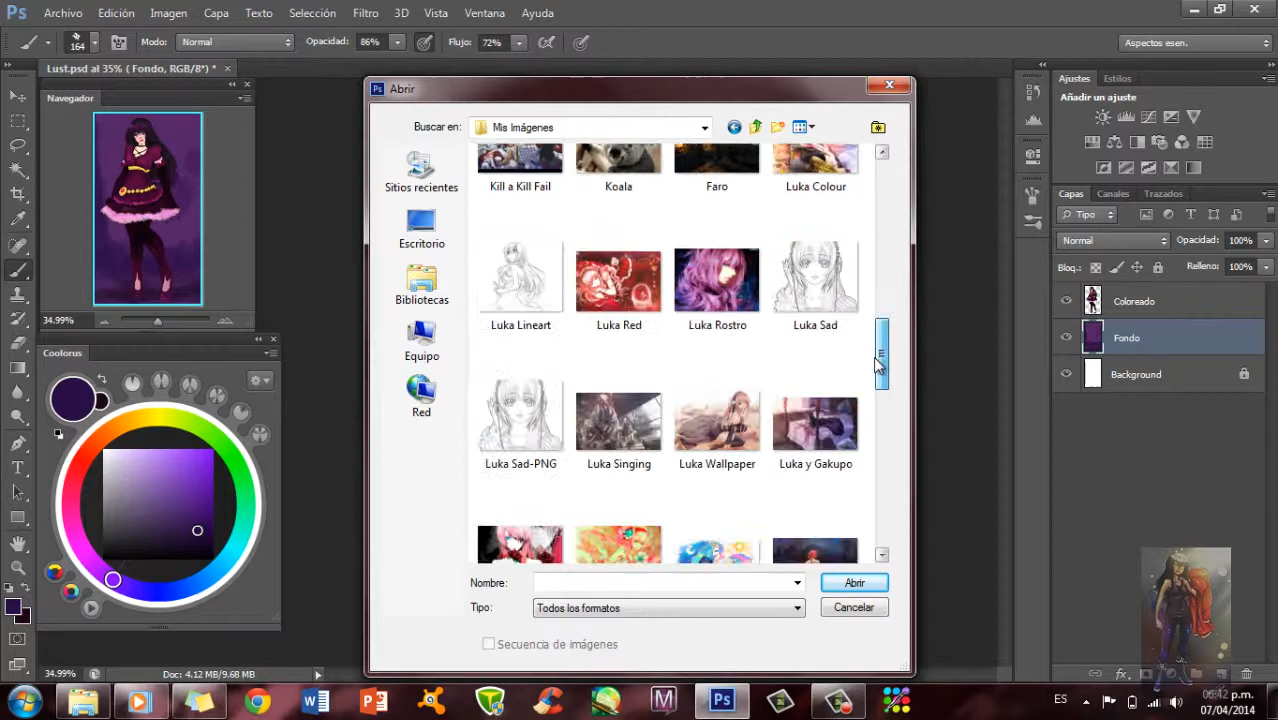 Ps Archivo Edición Imagen Capa Texto Selección Filtro 3D Vista Ventana Ayuda
164 Modo: Normal Opacidad: 86% Flujo: 72% Aspectos esen.
Lust.psd al 35% ( Fondo, RGB/8*) * ×
Navegador
34.99%
Coolorus
Abrir
Buscar en: Mis Imágenes
Sitios recientes
Escritorio
Bibliotecas
Equipo
Red
Kill a Kill Fail Koala Faro Luka Colour
Luka Lineart Luka Red Luka Rostro Luka Sad
Luka Sad-PNG Luka Singing Luka Wallpaper Luka y Gakupo
Nombre: Abrir
Tipo: Todos los formatos Cancelar
Secuencia de imágenes
Ajustes Estilos
Añadir un ajuste
Capas Canales Trazados
Tipo
Normal Opacidad: 100%
Bloq.: Relleno: 100%
Coloreado
Fondo
Background
34.99% Doc: 4.12 MB/9.68 MB
ES 06:42 p.m.
07/04/2014